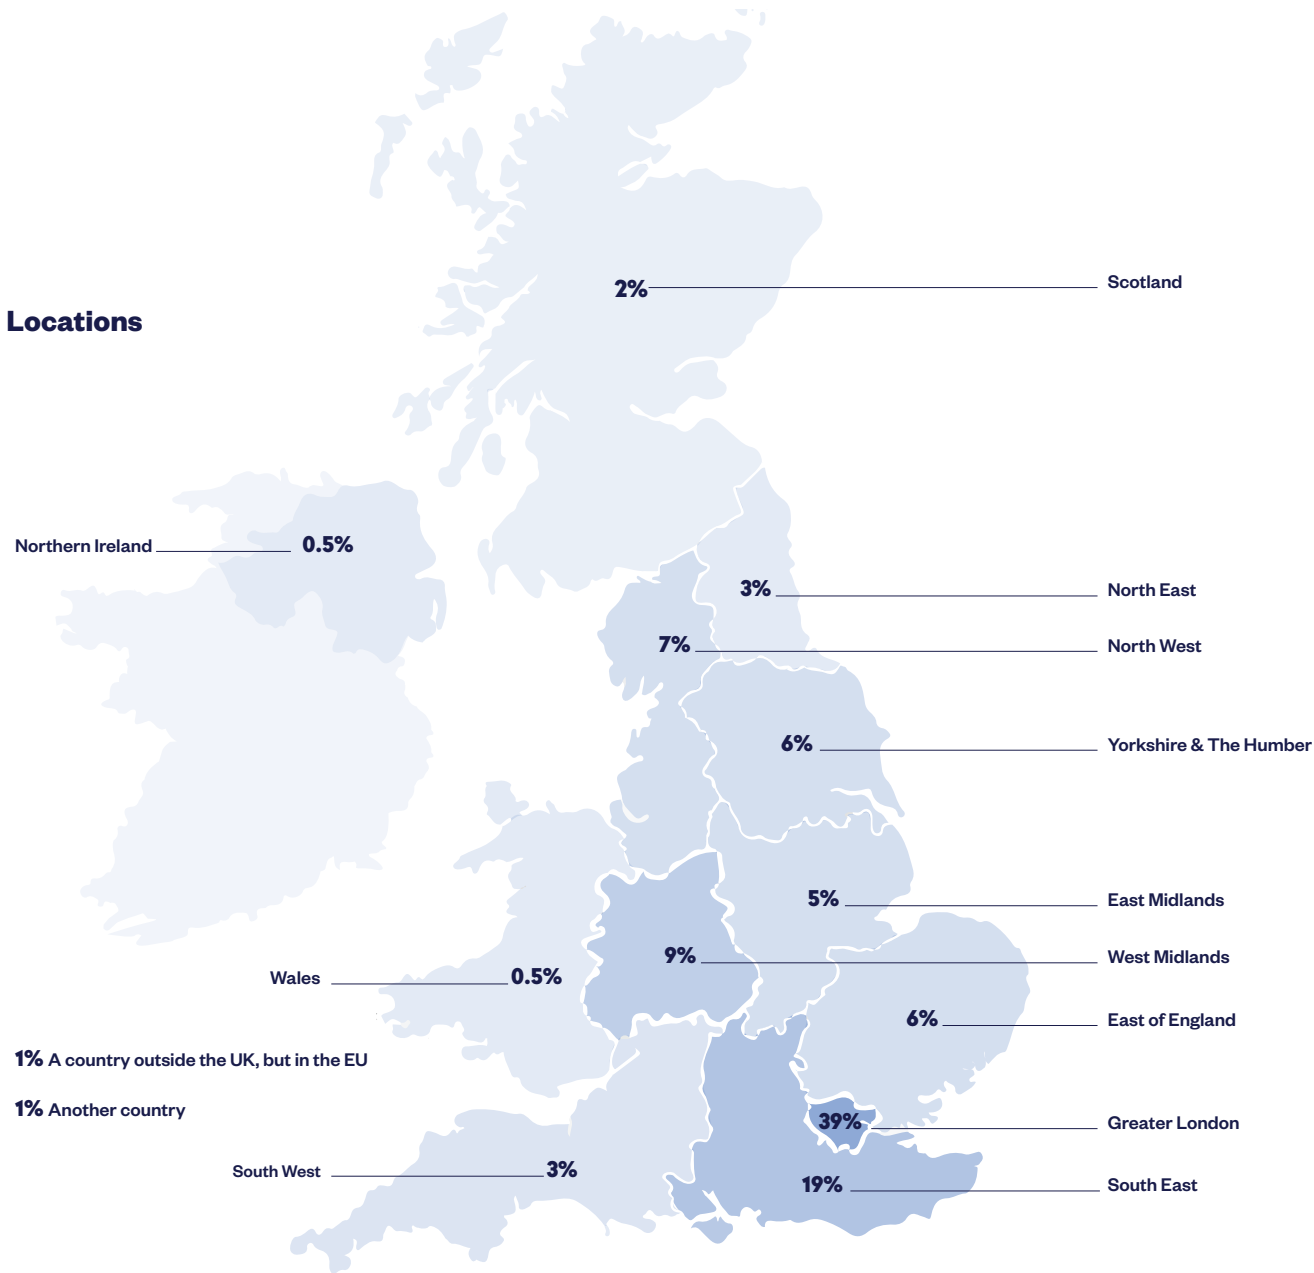 2% Scotland
Locations
Northern Ireland 0.5%
3% North East
7% North West
6% Yorkshire & The Humber
5% East Midlands
9% West Midlands
Wales 0.5%
6% East of England
1% A country outside the UK, but in the EU
1% Another country
39% Greater London
South West 3%
19% South East